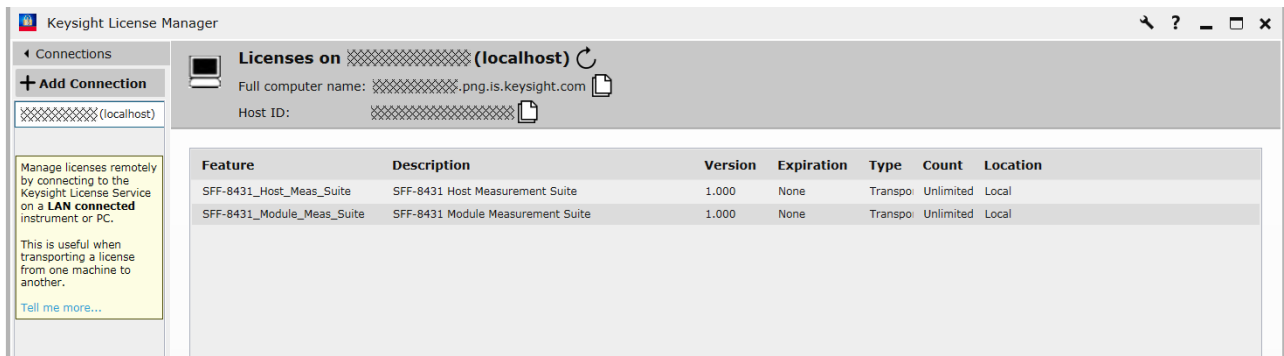 Keysight License Manager
?
Connections
Add Connection
(localhost)
Manage licenses remotely
by connecting to the
Keysight License Service
on a LAN connected
instrument or PC.
This is useful when
transporting a license
from one machine to
another.
Tell me more...
Licenses on (localhost)
Full computer name: .png.is.keysight.com
Host ID:
Feature Description Version Expiration Type Count Location
SFF-8431_Host_Meas_Suite SFF-8431 Host Measurement Suite 1.000 None Transpo Unlimited Local
SFF-8431_Module_Meas_Suite SFF-8431 Module Measurement Suite 1.000 None Transpo Unlimited Local